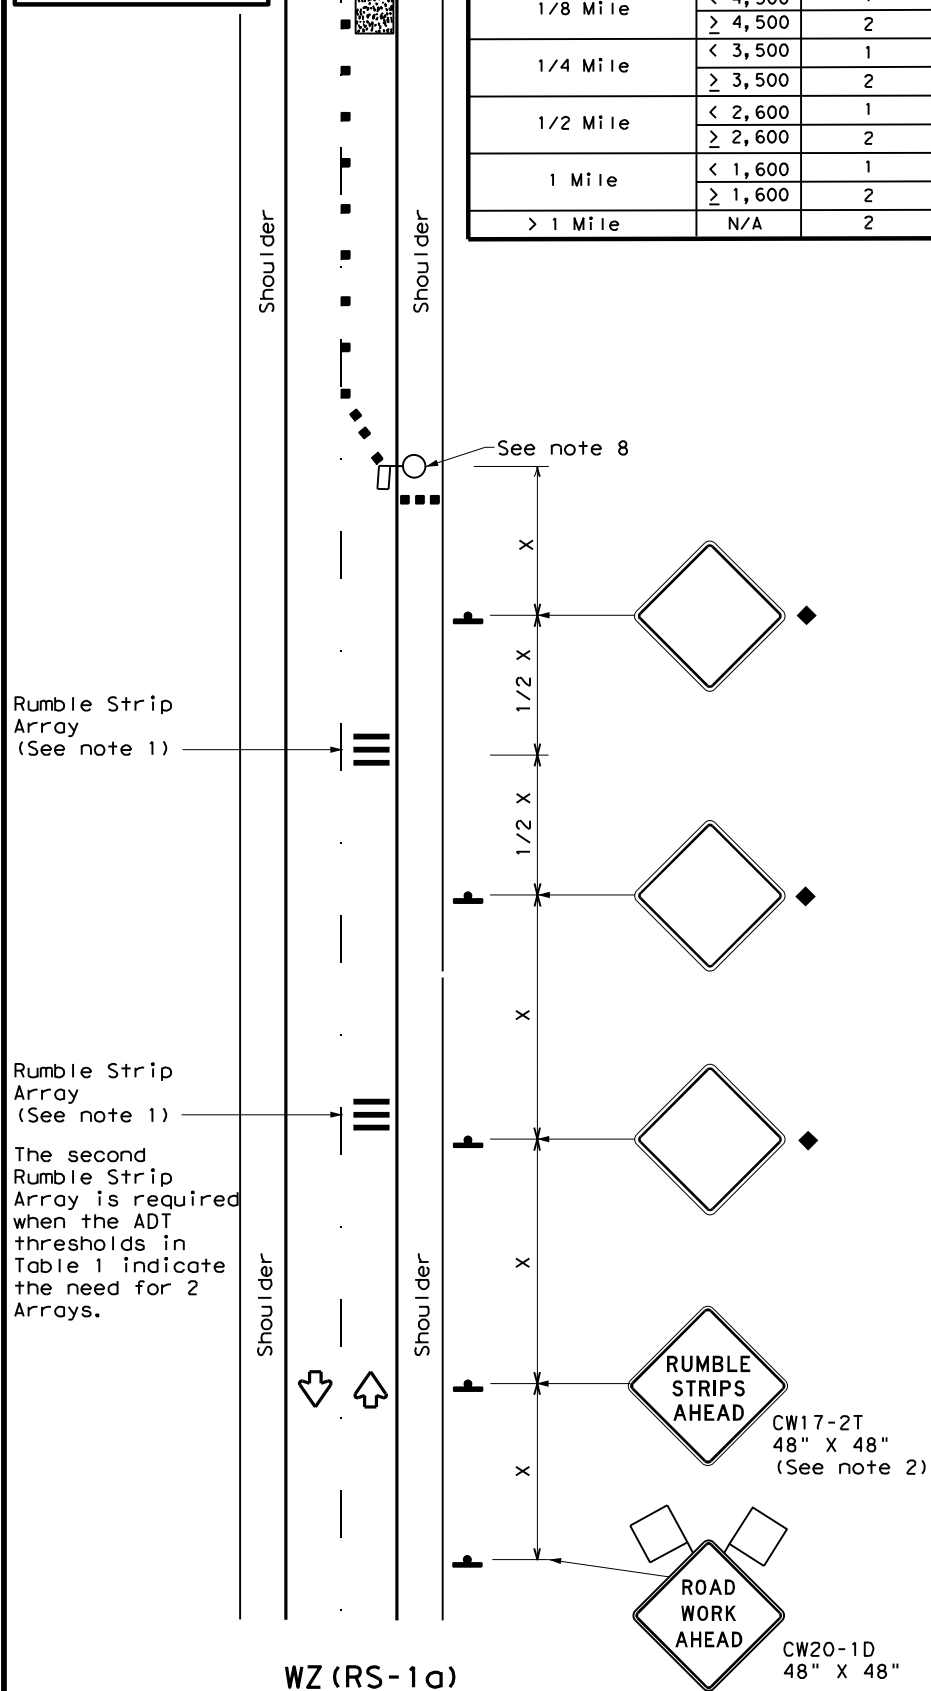 1/8 Mile
< 4,500
≥ 4,500 2
1/4 Mile
< 3,500 1
≥ 3,500 2
1/2 Mile
< 2,600 1
≥ 2,600 2
1 Mile
< 1,600 1
≥ 1,600 2
> 1 Mile N/A 2
Shoulder
Shoulder
See note 8
X
1/2 X
Rumble Strip
Array
(See note 1)
1/2 X
X
Rumble Strip
Array
(See note 1)
The second
Rumble Strip
Array is required
when the ADT
thresholds in
Table 1 indicate
the need for 2
Arrays.
Shoulder
Shoulder
X
RUMBLE
STRIPS
AHEAD
CW17-2T
48" X 48"
(See note 2)
X
ROAD
WORK
AHEAD
CW20-1D
48" X 48"
WZ(RS-1a)